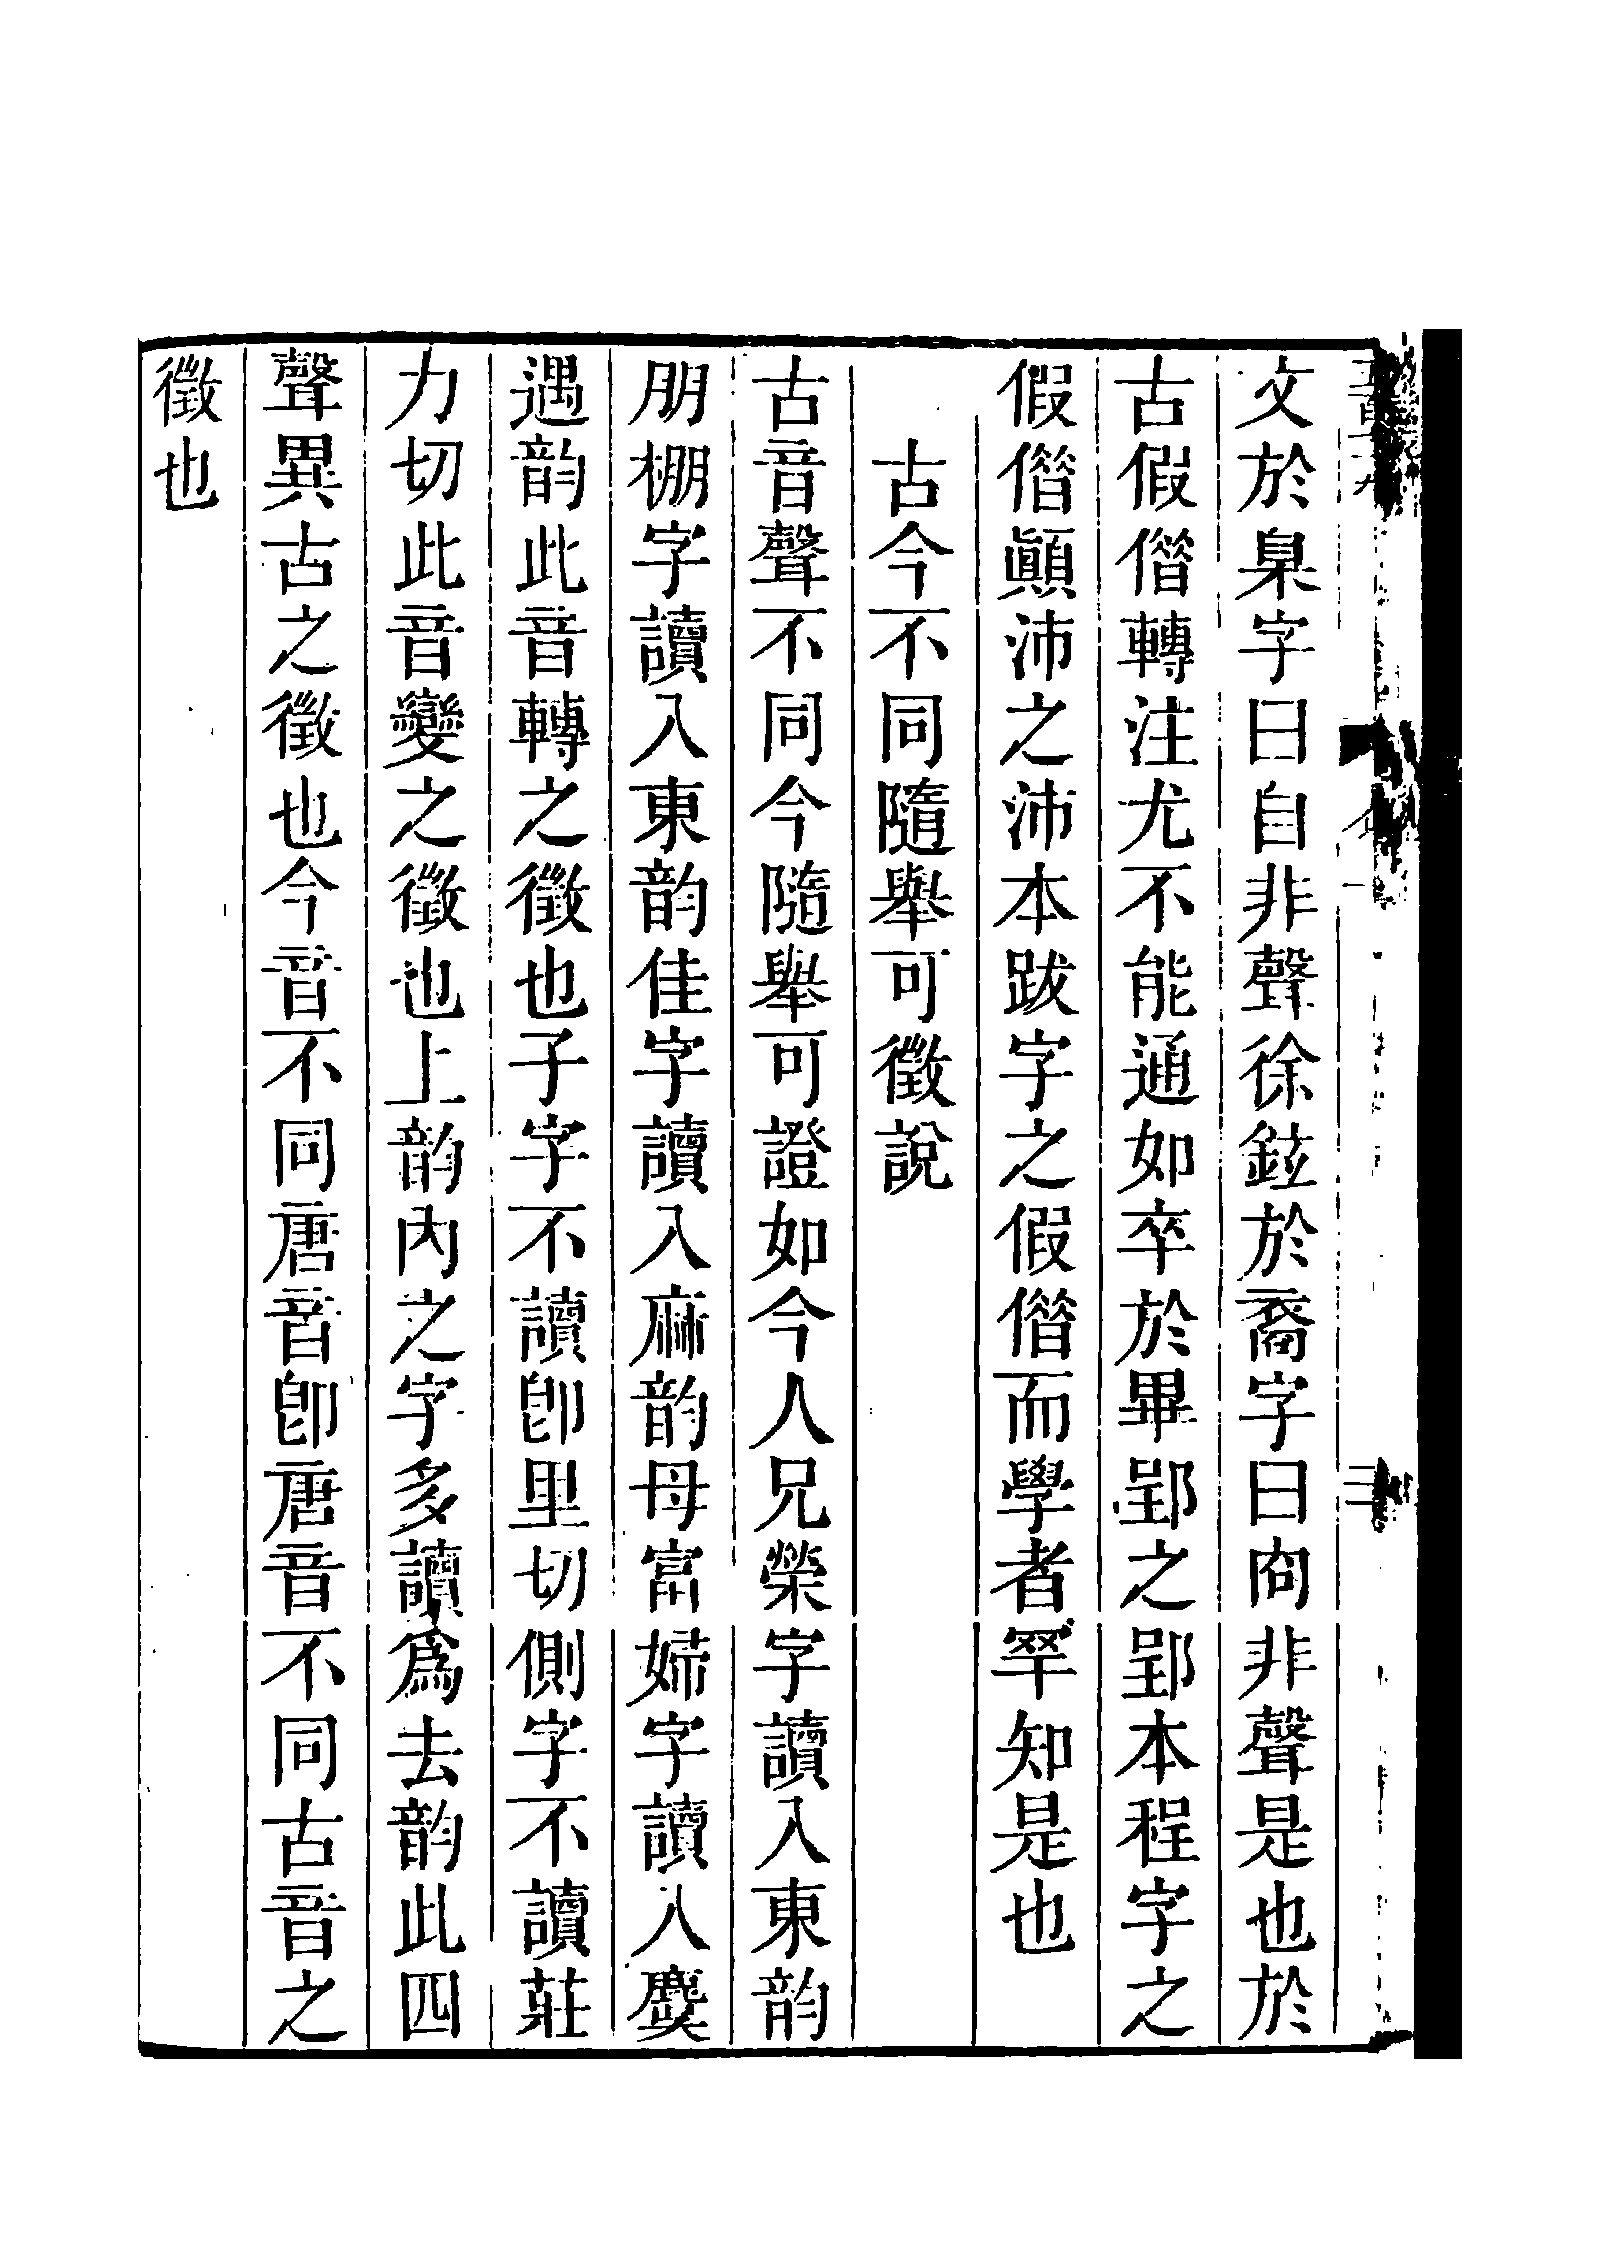 文於臬字曰自非聲徐鉉於裔字曰㕯非聲是也於
古假借轉注尤不能通如卒於畢郢之郢本程字之
假偕顚沛之沛本跋字之假偕而學者罕知是也
古今不同隨舉可徵說
古音聲不同今隨舉可證如今人兄榮字讀入東韵
朋棚字讀入東韵佳字讀入麻韵母富婦字讀入麌
遇韵此音轉之徵也子字不讀卽里切側字不讀莊
力切此音變之徵也上韵內之字多讀爲去韵此四
聲異古之徵也今音不同唐音卽唐音不同古音之
徵也